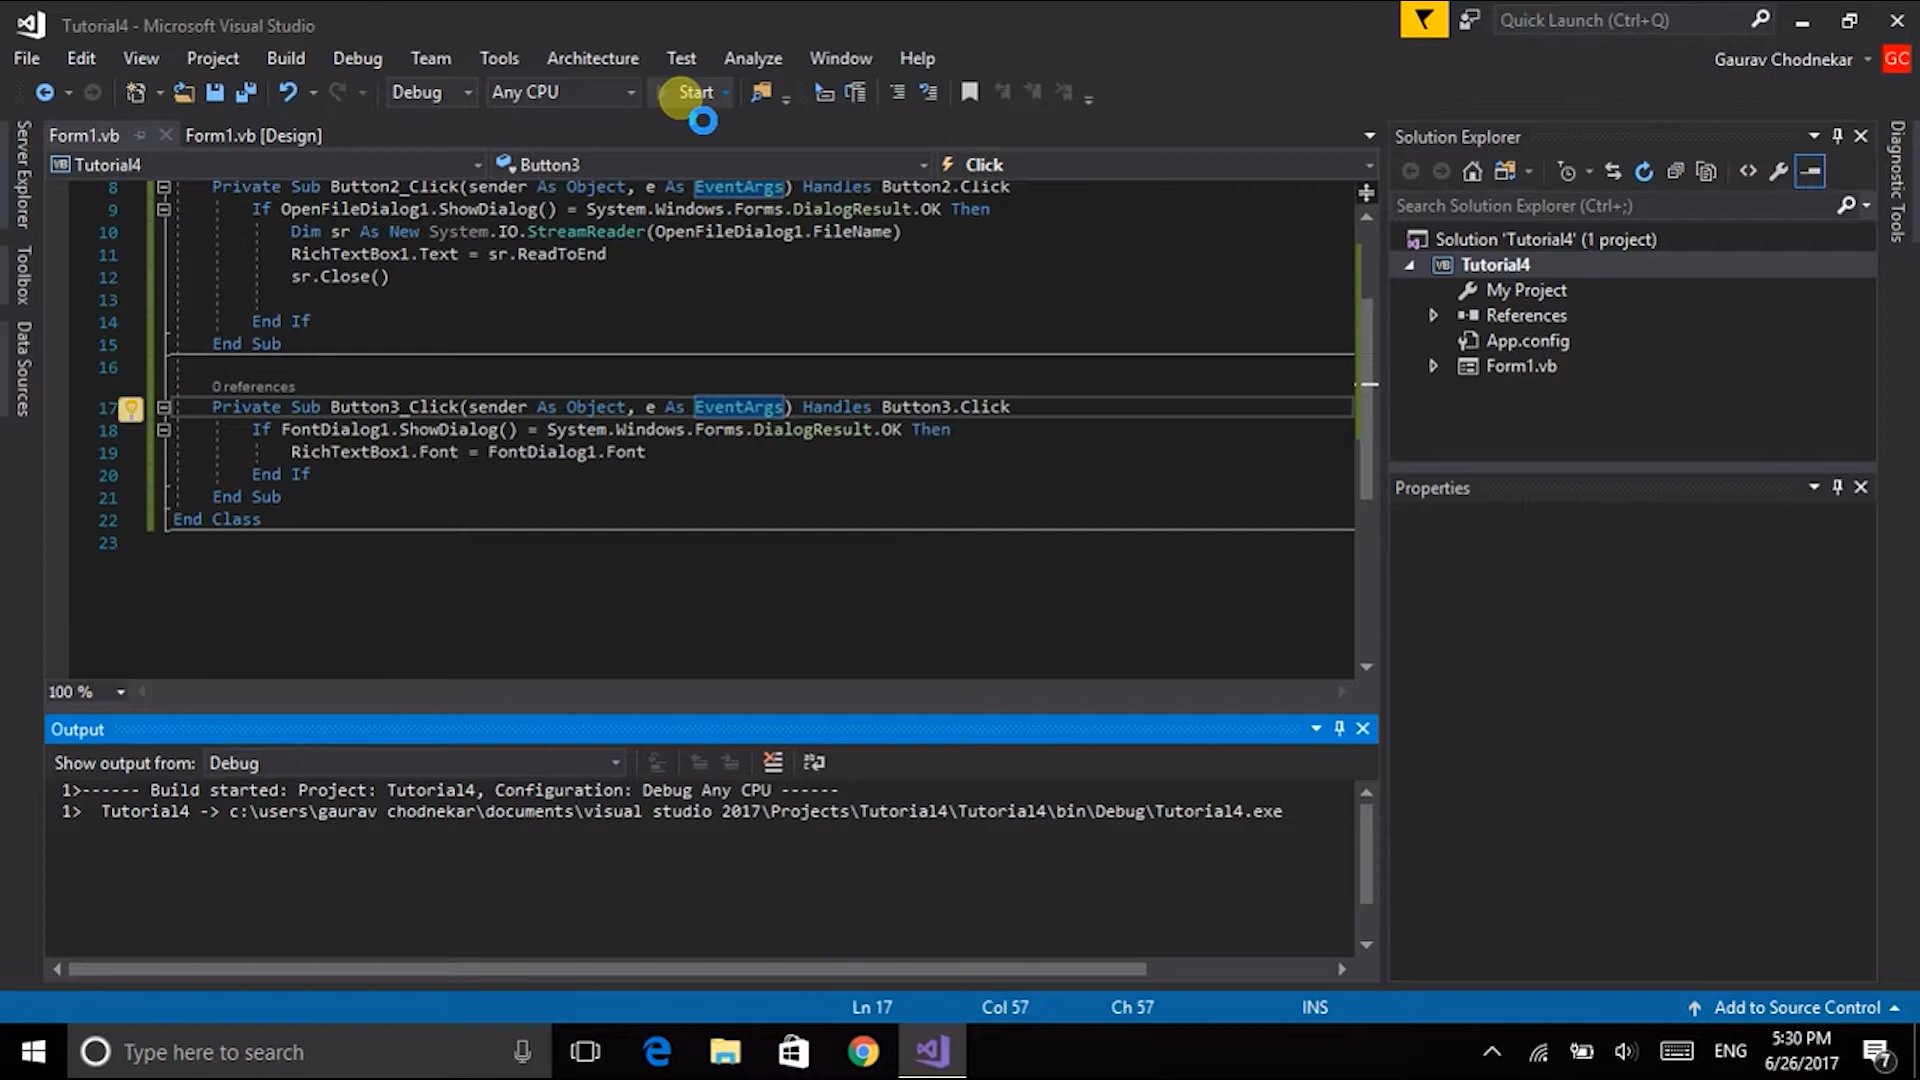 Tutorial4 - Microsoft Visual Studio
Quick Launch (Ctrl+Q)
File Edit View Project Build Debug Team Tools Architecture Test Analyze Window Help
Gaurav Chodnekar GC
Debug Any CPU Start
Server Explorer
Toolbox
Data Sources
Form1.vb Form1.vb [Design]
VB Tutorial4 Button3 Click
8 Private Sub Button2_Click(sender As Object, e As EventArgs) Handles Button2.Click
9 If OpenFileDialog1.ShowDialog() = System.Windows.Forms.DialogResult.OK Then
10 Dim sr As New System.IO.StreamReader(OpenFileDialog1.FileName)
11 RichTextBox1.Text = sr.ReadToEnd
12 sr.Close()
13
14 End If
15 End Sub
16
0 references
17 Private Sub Button3_Click(sender As Object, e As EventArgs) Handles Button3.Click
18 If FontDialog1.ShowDialog() = System.Windows.Forms.DialogResult.OK Then
19 RichTextBox1.Font = FontDialog1.Font
20 End If
21 End Sub
22 End Class
23
100 %
Output
Show output from: Debug
1>------ Build started: Project: Tutorial4, Configuration: Debug Any CPU ------
1> Tutorial4 -> c:\users\gaurav chodnekar\documents\visual studio 2017\Projects\Tutorial4\Tutorial4\bin\Debug\Tutorial4.exe
Solution Explorer
Search Solution Explorer (Ctrl+;)
Solution 'Tutorial4' (1 project)
VB Tutorial4
My Project
References
App.config
Form1.vb
Properties
Diagnostic Tools
Ln 17 Col 57 Ch 57 INS Add to Source Control
Type here to search
ENG
5:30 PM
6/26/2017
7